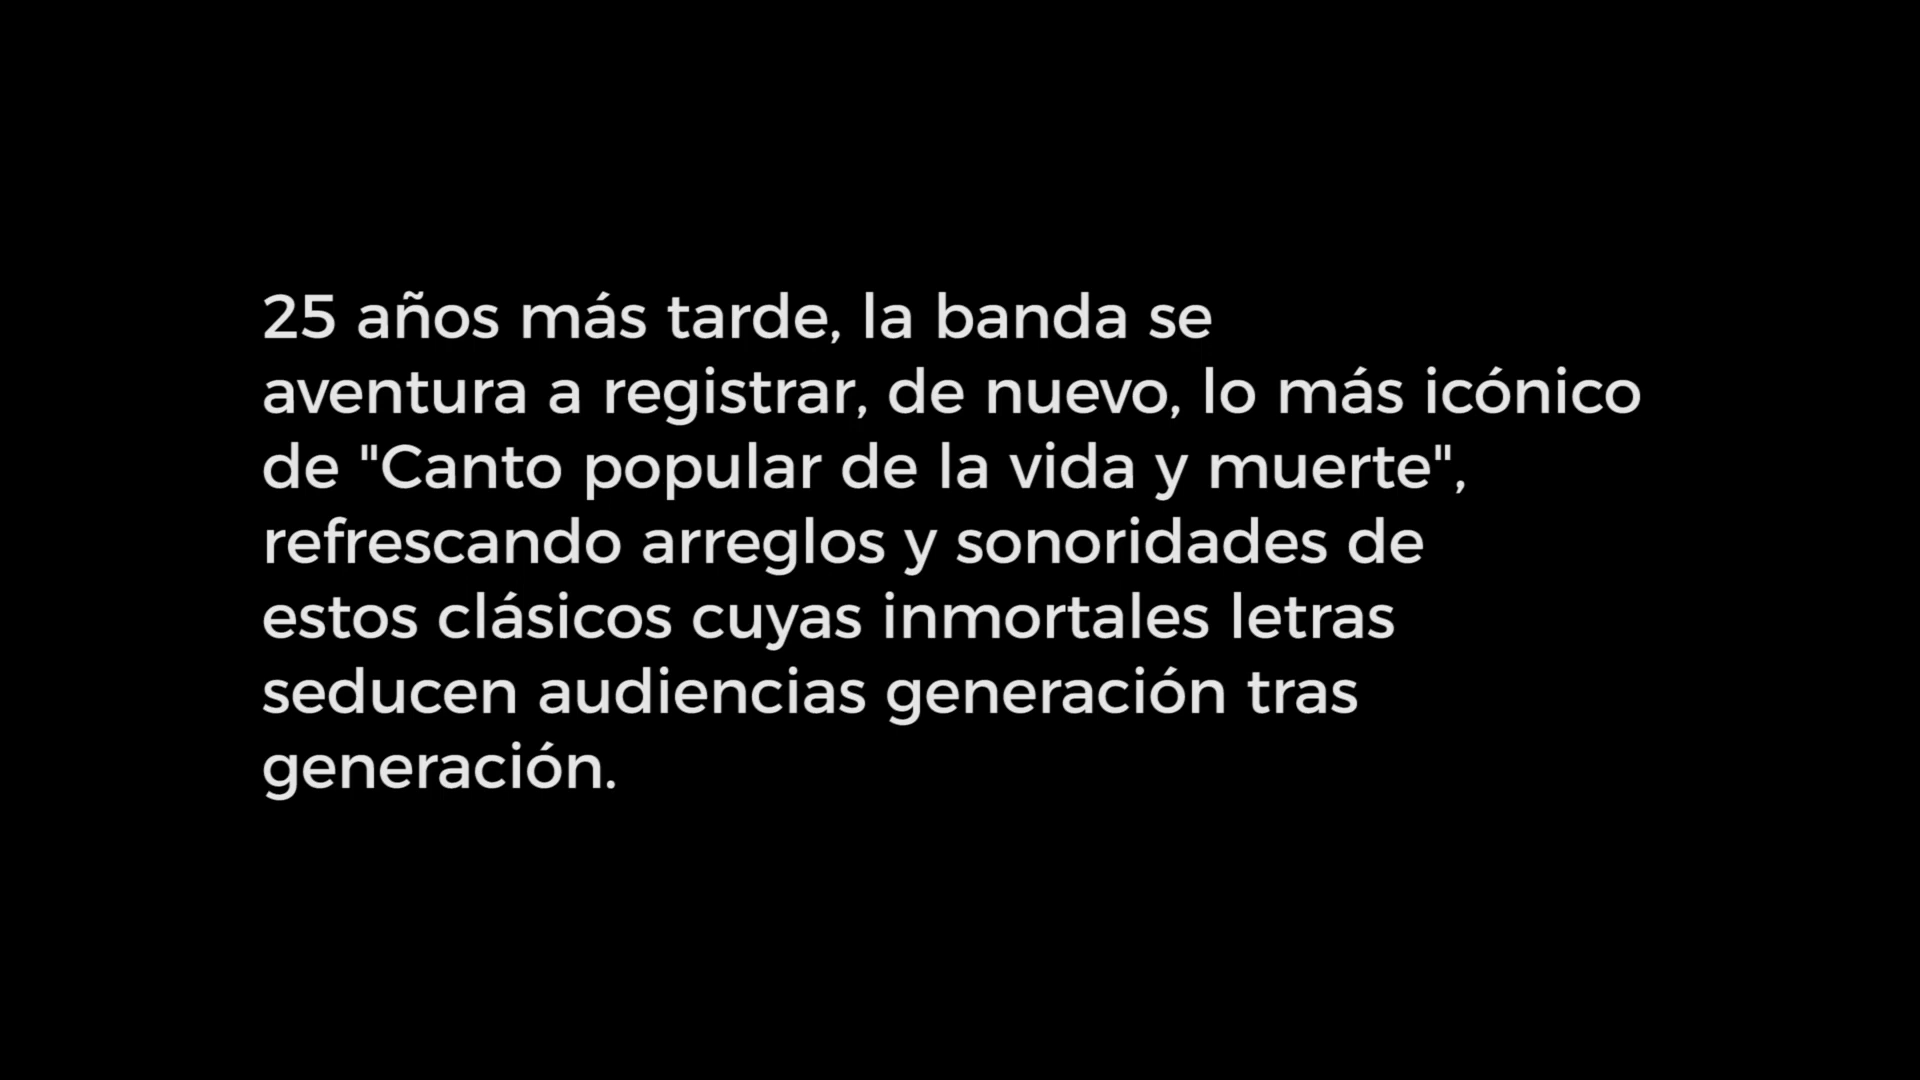 25 años más tarde, la banda se
aventura a registrar, de nuevo, lo más icónico
de "Canto popular de la vida y muerte",
refrescando arreglos y sonoridades de
estos clásicos cuyas inmortales letras
seducen audiencias generación tras
generación.